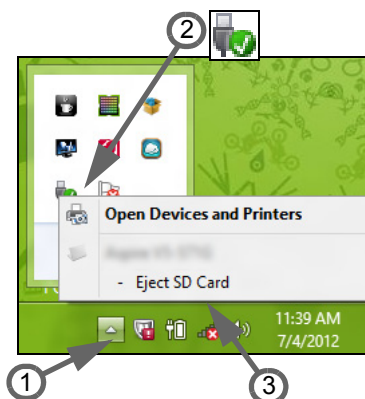 2
Open Devices and Printers
- Eject SD Card
11:39 AM
7/4/2012
1
3